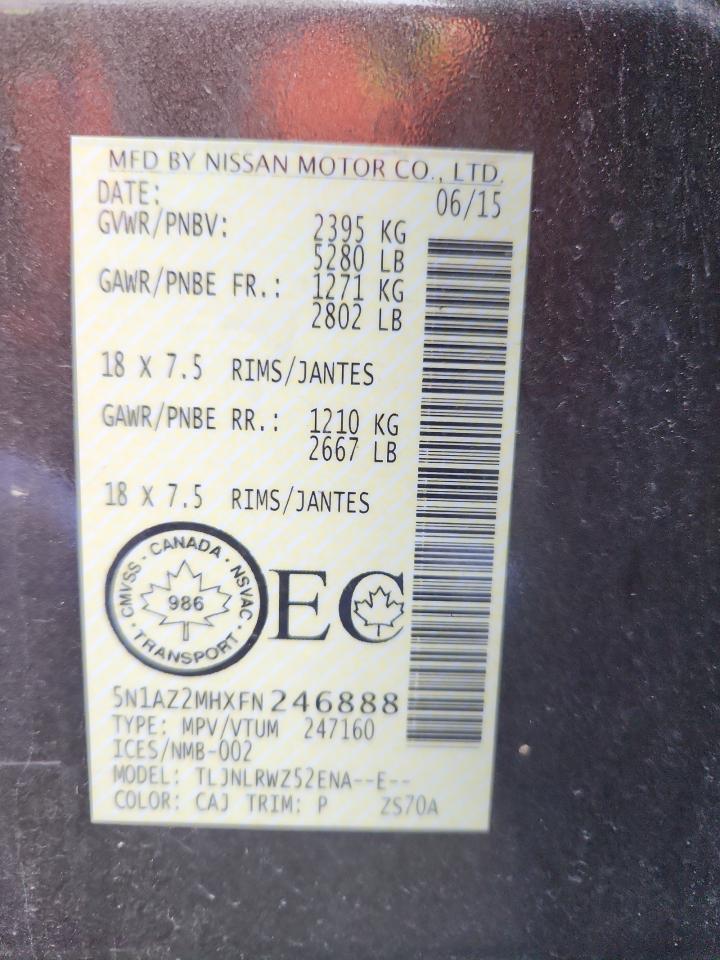 MFD BY NISSAN MOTOR CO., LTD.
DATE: 06/15
GVWR/PNBV: 2395 KG
5280 LB
GAWR/PNBE FR.: 1271 KG
2802 LB
18 X 7.5 RIMS/JANTES
GAWR/PNBE RR.: 1210 KG
2667 LB
18 X 7.5 RIMS/JANTES
CMVSS · CANADA · NSVAC
986
· TRANSPORT ·
EC
5N1AZ2MHXFN246888
TYPE: MPV/VTUM 247160
ICES/NMB-002
MODEL: TLJNLRWZ52ENA--E--
COLOR: CAJ TRIM: P ZS70A